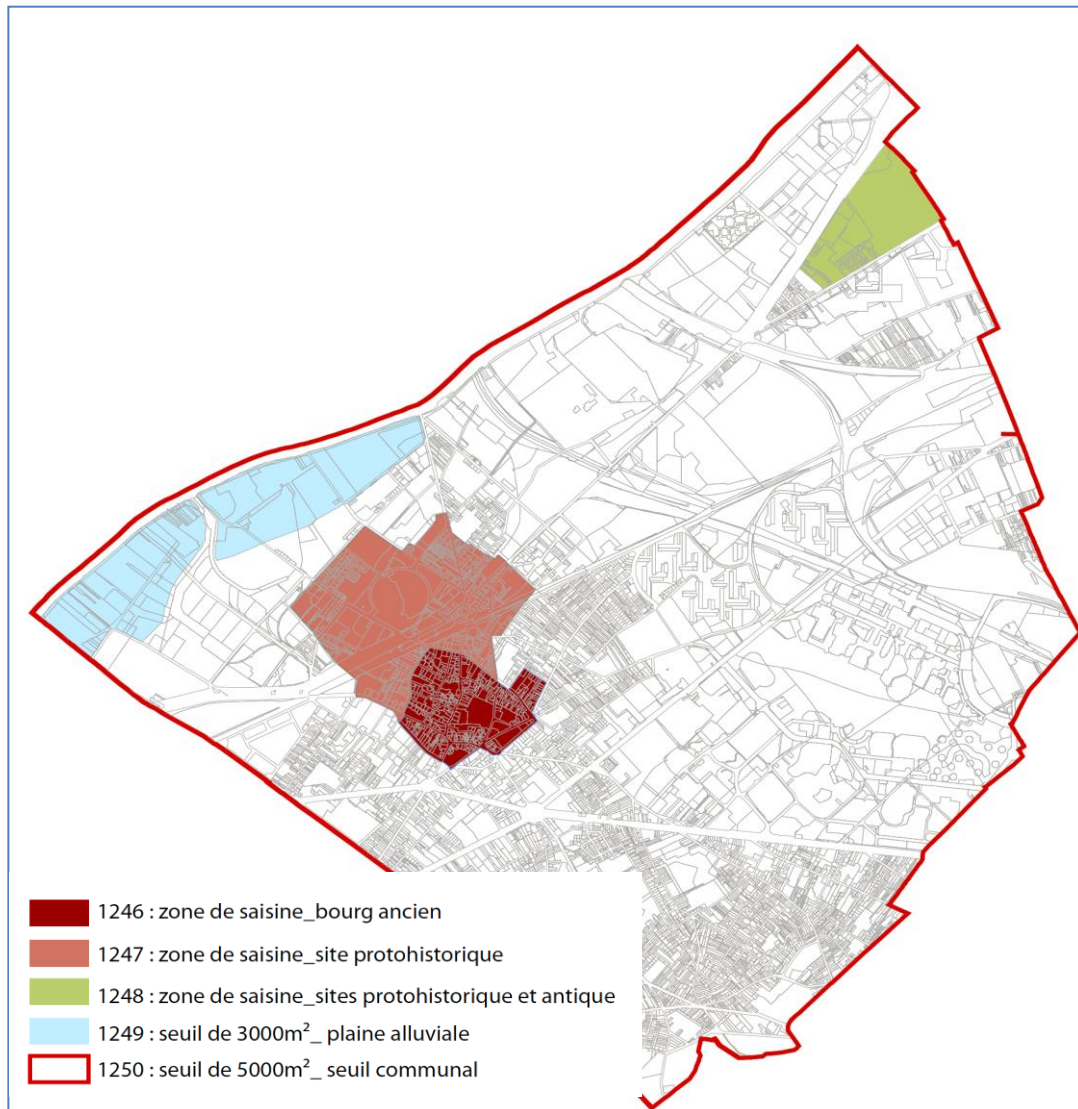 1246 : zone de saisine_bourg ancien
1247 : zone de saisine_site protohistorique
1248 : zone de saisine_sites protohistorique et antique
1249 : seuil de 3000m²_ plaine alluviale
1250 : seuil de 5000m²_ seuil communal